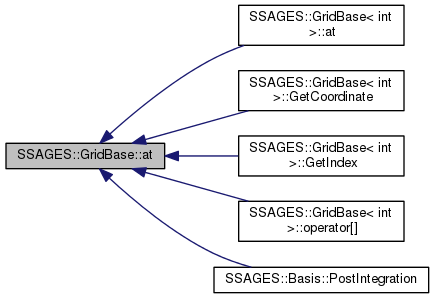 SSAGES::GridBase< int
>::at
SSAGES::GridBase< int
>::GetCoordinate
SSAGES::GridBase::at
SSAGES::GridBase< int
>::GetIndex
SSAGES::GridBase< int
>::operator[]
SSAGES::Basis::PostIntegration